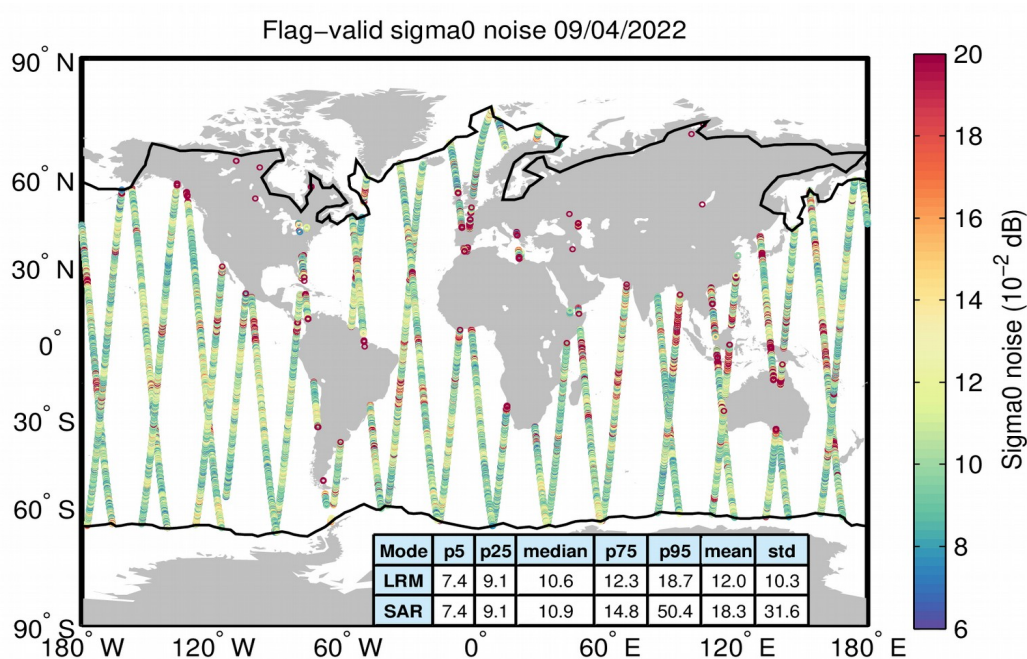 Flag−valid sigma0 noise 09/04/2022
90° N
60° N
30° N
0°
30° S
60° S
90° S
180° W
120° W
60° W
0°
60° E
120° E
180° E
20
18
16
14
12
10
8
6
Sigma0 noise (10⁻² dB)
Mode p5 p25 median p75 p95 mean std
LRM 7.4 9.1 10.6 12.3 18.7 12.0 10.3
SAR 7.4 9.1 10.9 14.8 50.4 18.3 31.6